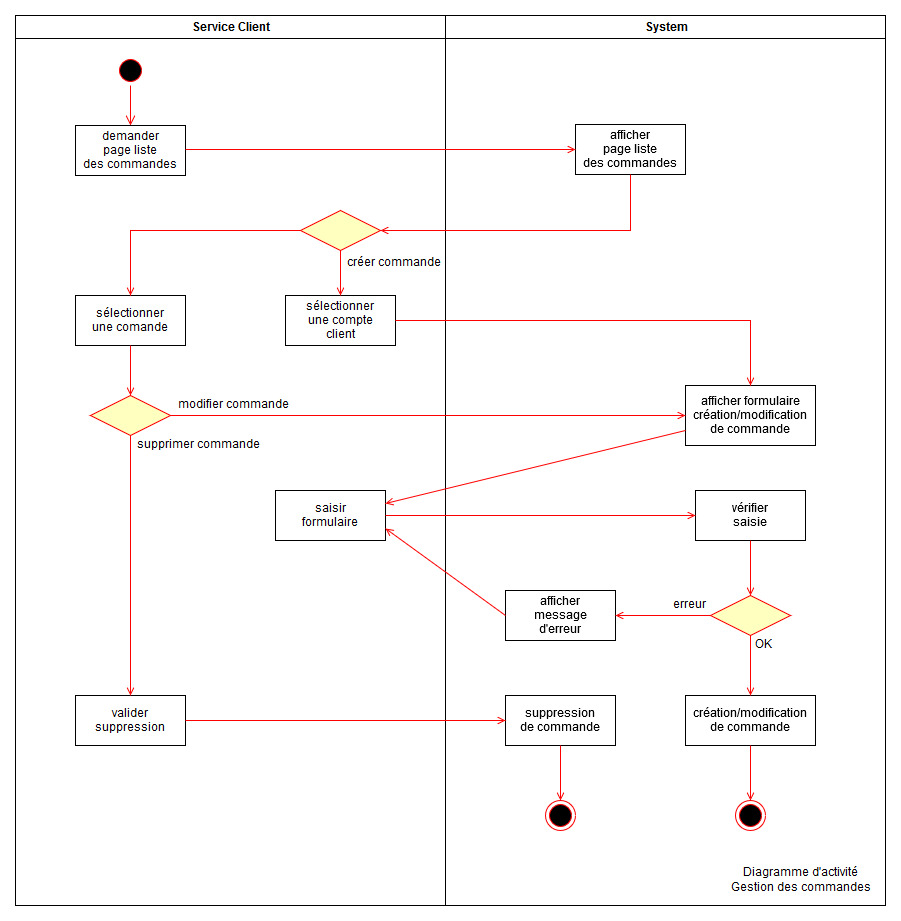 Service Client
System
demander
page liste
des commandes
afficher
page liste
des commandes
créer commande
sélectionner
une comande
sélectionner
une compte
client
modifier commande
afficher formulaire
création/modification
de commande
supprimer commande
saisir
formulaire
vérifier
saisie
afficher
message
d'erreur
erreur
OK
valider
suppression
suppression
de commande
création/modification
de commande
Diagramme d'activité
Gestion des commandes